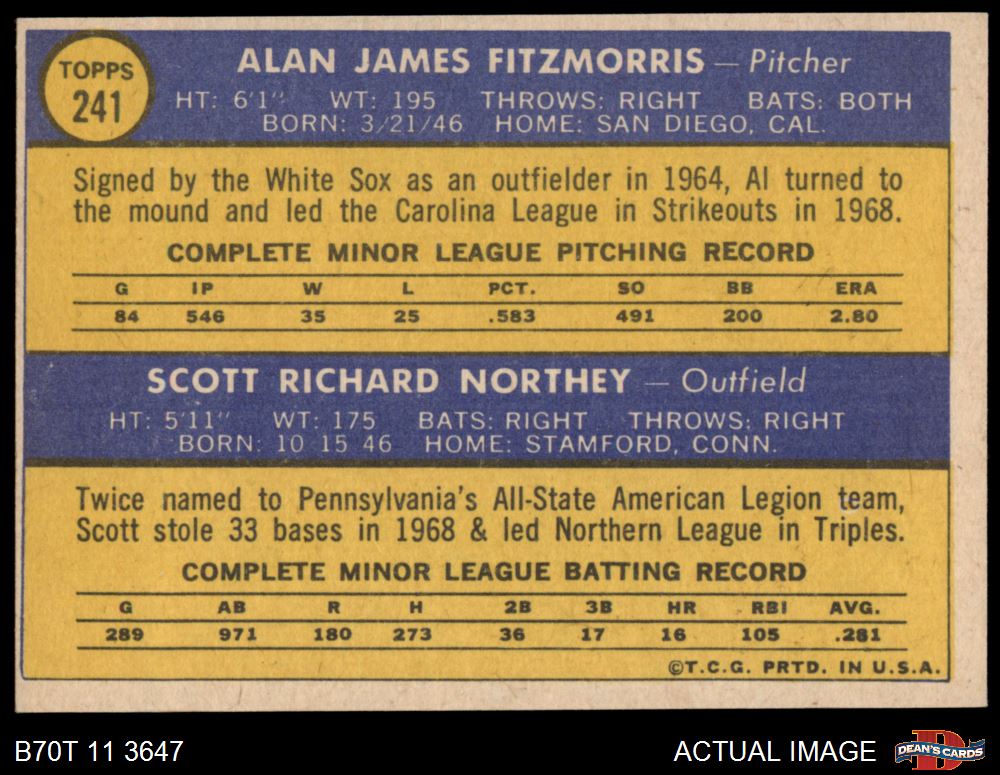 TOPPS
241
ALAN JAMES FITZMORRIS — Pitcher
HT: 6'1" WT: 195 THROWS: RIGHT BATS: BOTH
BORN: 3/21/46 HOME: SAN DIEGO, CAL.
Signed by the White Sox as an outfielder in 1964, Al turned to
the mound and led the Carolina League in Strikeouts in 1968.
COMPLETE MINOR LEAGUE PITCHING RECORD
G IP W L PCT. SO BB ERA
84 546 35 25 .583 491 200 2.80
SCOTT RICHARD NORTHEY — Outfield
HT: 5'11" WT: 175 BATS: RIGHT THROWS: RIGHT
BORN: 10 15 46 HOME: STAMFORD, CONN.
Twice named to Pennsylvania's All-State American Legion team,
Scott stole 33 bases in 1968 & led Northern League in Triples.
COMPLETE MINOR LEAGUE BATTING RECORD
G AB R H 2B 3B HR RBI AVG.
289 971 180 273 36 17 16 105 .281
©T.C.G. PRTD. IN U.S.A.
B70T 11 3647 ACTUAL IMAGE DEAN'S CARDS